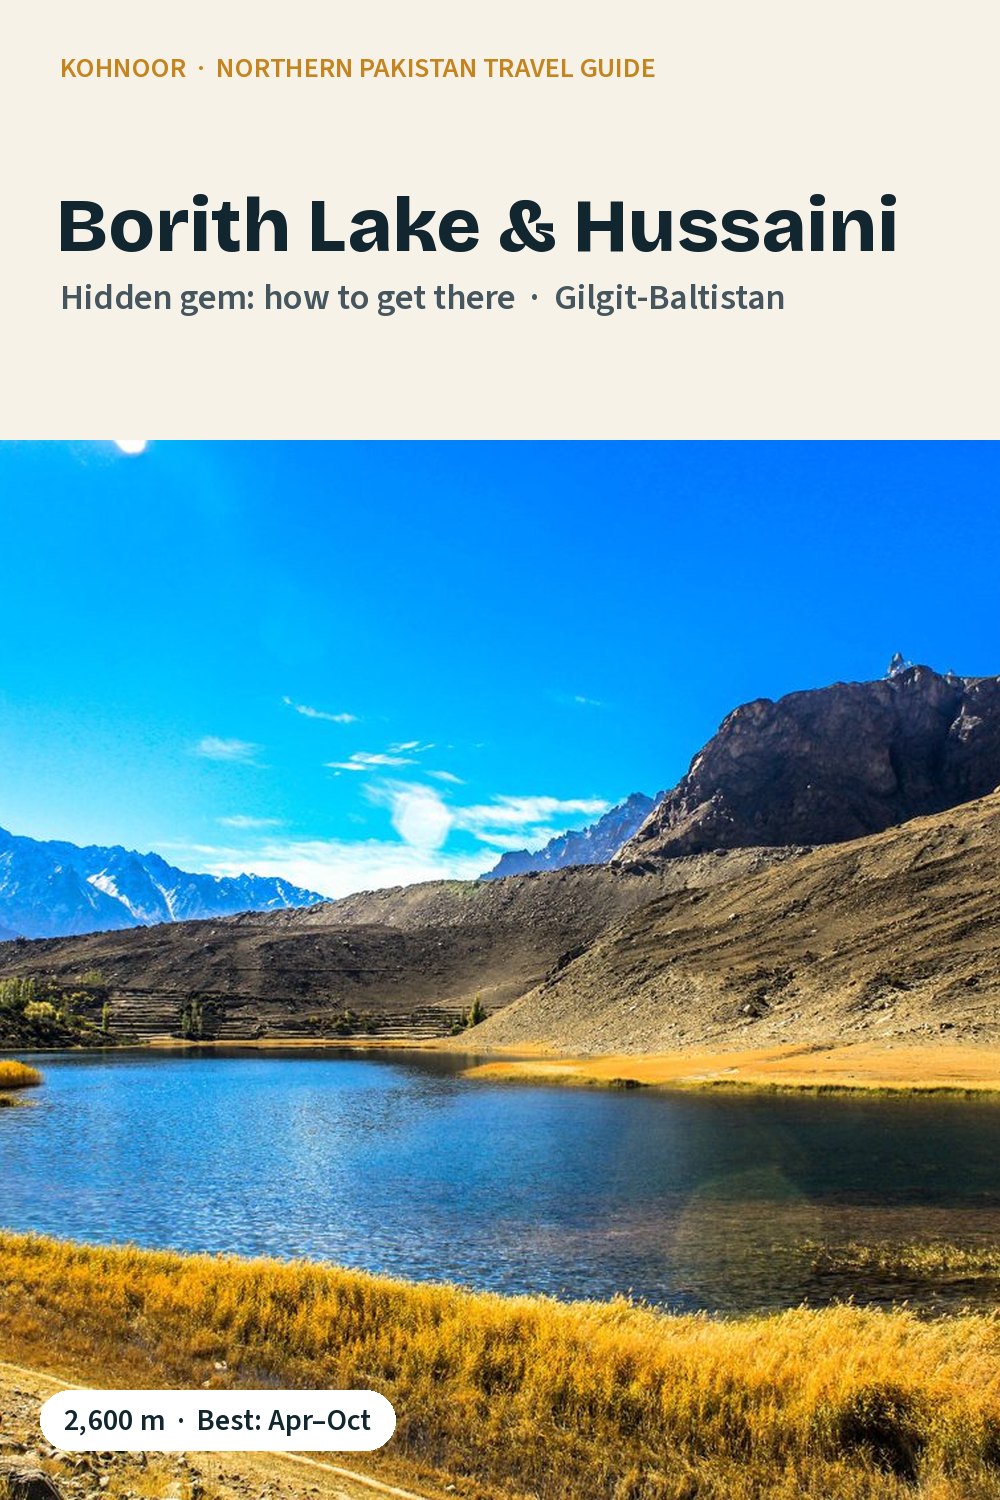 KOHNOOR · NORTHERN PAKISTAN TRAVEL GUIDE
Borith Lake & Hussaini
Hidden gem: how to get there · Gilgit-Baltistan
2,600 m · Best: Apr–Oct